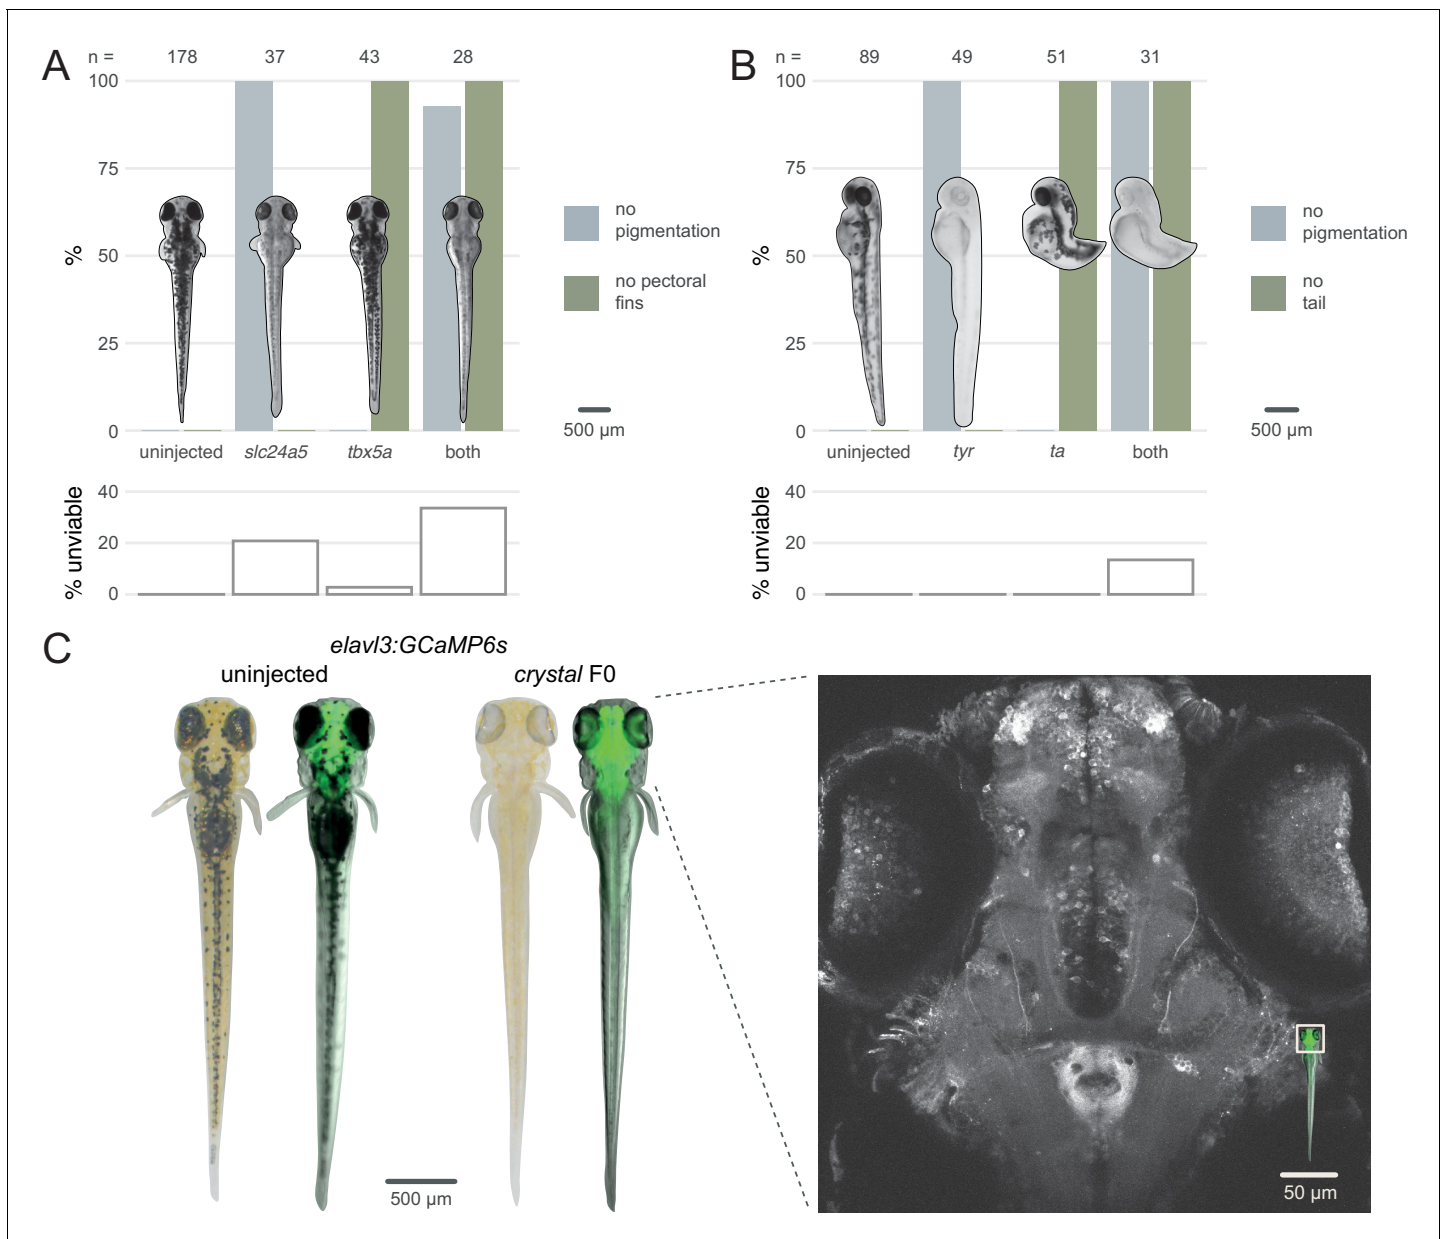 A
n = 178 37 43 28
100
75
50
25
0
%
no
pigmentation
no pectoral
fins
500 µm
uninjected slc24a5 tbx5a both
% unviable
40
20
0
B
n = 89 49 51 31
100
75
50
25
0
%
no
pigmentation
no
tail
500 µm
uninjected tyr ta both
% unviable
40
20
0
C
elavl3:GCaMP6s
uninjected crystal F0
500 µm
50 µm